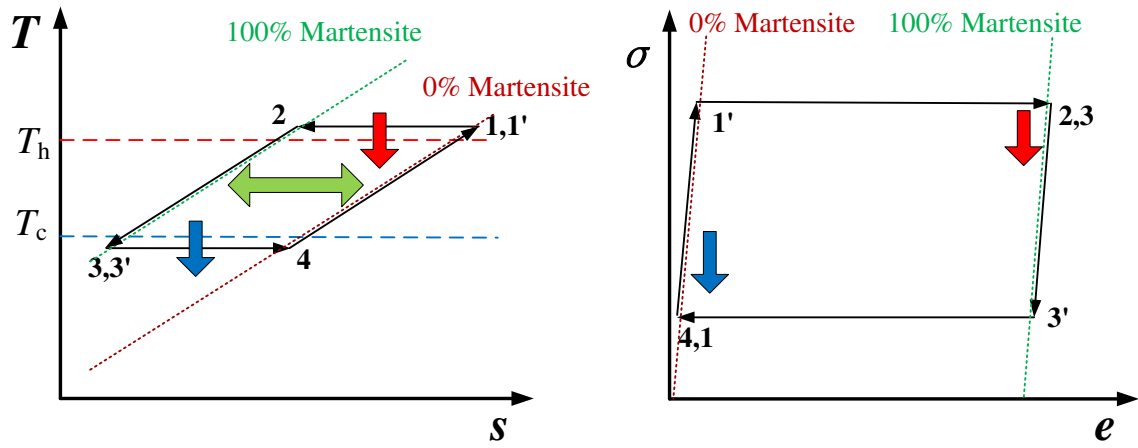 T
100% Martensite
0% Martensite
2
1,1'
Th
Tc
3,3'
4
s
σ
0% Martensite
100% Martensite
1'
2,3
4,1
3'
e